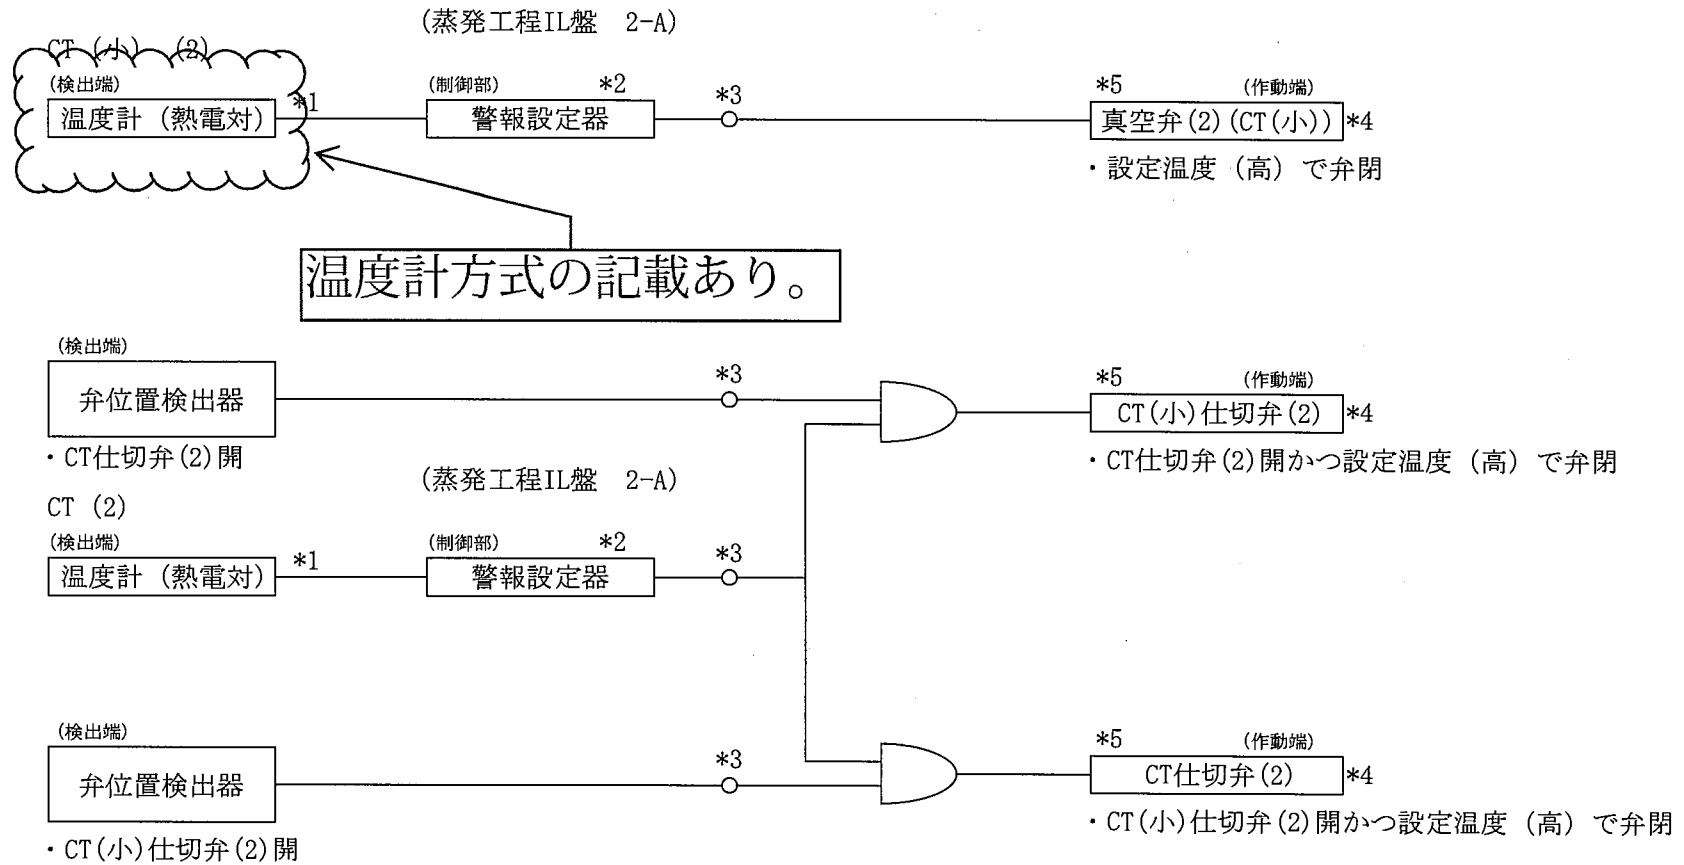 (蒸発工程IL盤　2-A)
CT (小) (2)
(検出端)
(制御部)
*2
*5
(作動端)
温度計 (熱電対)
*1
警報設定器
*3
真空弁(2)(CT(小))
*4
・設定温度 (高) で弁閉
温度計方式の記載あり。
(検出端)
弁位置検出器
*3
*5
(作動端)
CT(小)仕切弁(2)
*4
・CT仕切弁(2)開
・CT仕切弁(2)開かつ設定温度 (高) で弁閉
(蒸発工程IL盤　2-A)
CT (2)
(検出端)
(制御部)
*2
温度計 (熱電対)
*1
警報設定器
*3
(検出端)
弁位置検出器
*3
*5
(作動端)
CT仕切弁(2)
*4
・CT(小)仕切弁(2)開かつ設定温度 (高) で弁閉
・CT(小)仕切弁(2)開